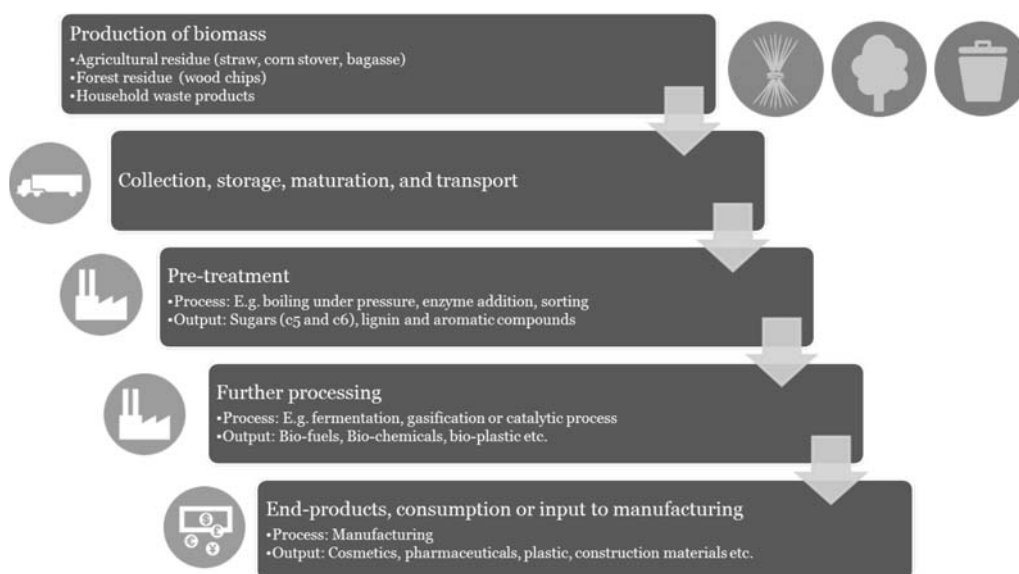 Production of biomass
•Agricultural residue (straw, corn stover, bagasse)
•Forest residue (wood chips)
•Household waste products
Collection, storage, maturation, and transport
Pre-treatment
•Process: E.g. boiling under pressure, enzyme addition, sorting
•Output: Sugars (c5 and c6), lignin and aromatic compounds
Further processing
•Process: E.g. fermentation, gasification or catalytic process
•Output: Bio-fuels, Bio-chemicals, bio-plastic etc.
$
£
€
¥
End-products, consumption or input to manufacturing
•Process: Manufacturing
•Output: Cosmetics, pharmaceuticals, plastic, construction materials etc.